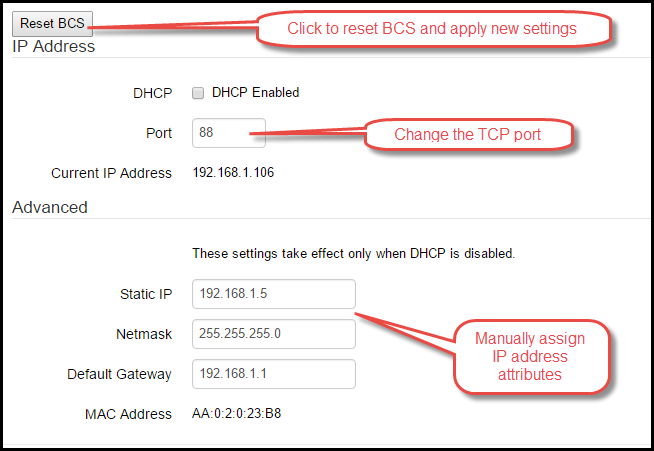 Reset BCS
Click to reset BCS and apply new settings
IP Address
DHCP
DHCP Enabled
Port
88
Change the TCP port
Current IP Address
192.168.1.106
Advanced
These settings take effect only when DHCP is disabled.
Static IP
192.168.1.5
Netmask
255.255.255.0
Manually assign
IP address
attributes
Default Gateway
192.168.1.1
MAC Address
AA:0:2:0:23:B8